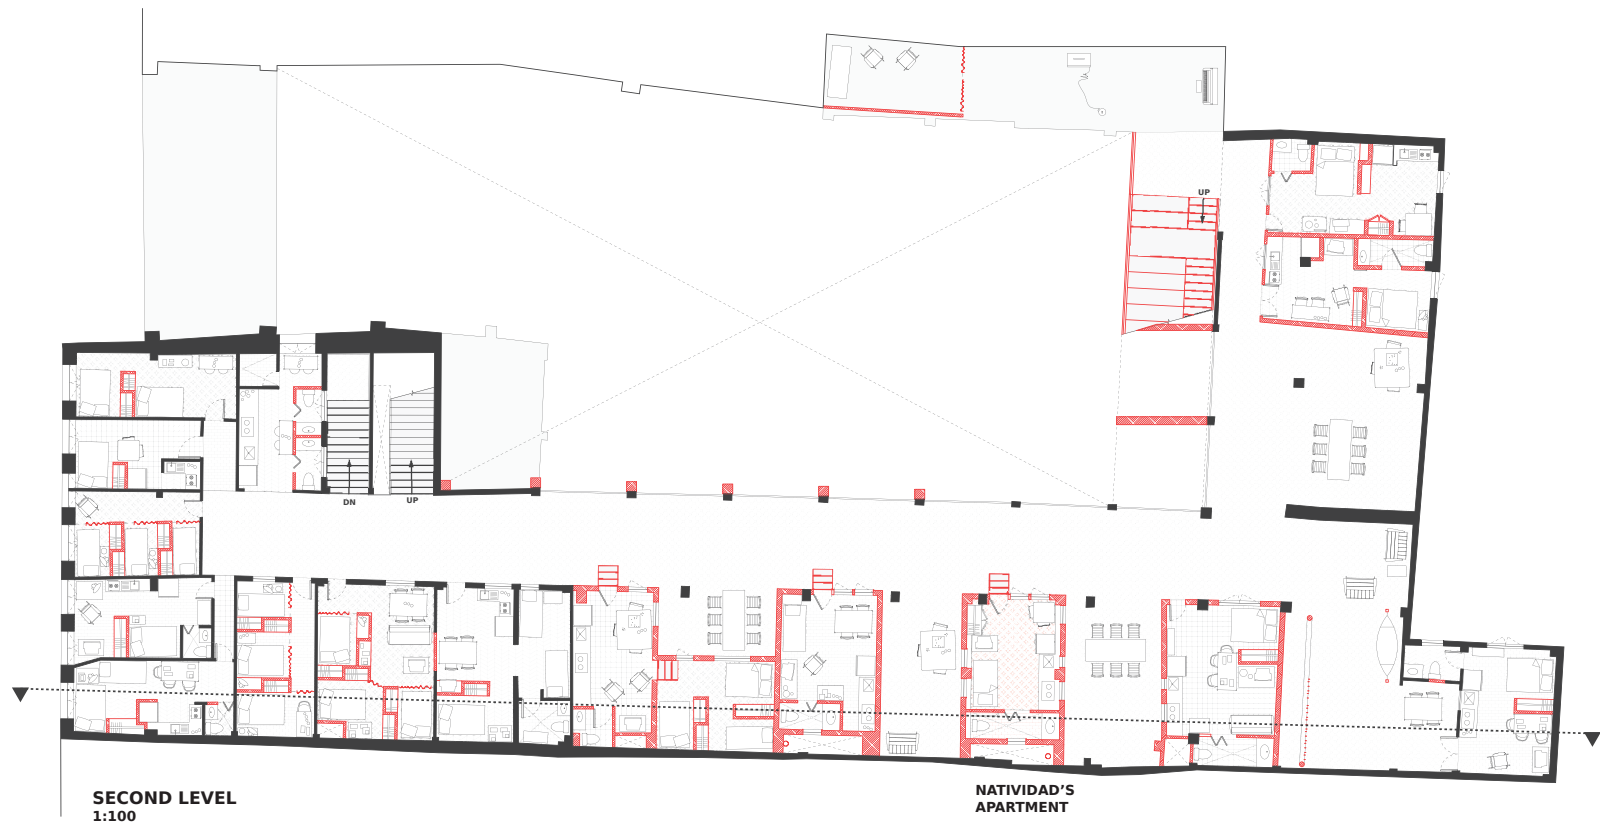 UP
DN
UP
SECOND LEVEL
1:100
NATIVIDAD’S
APARTMENT